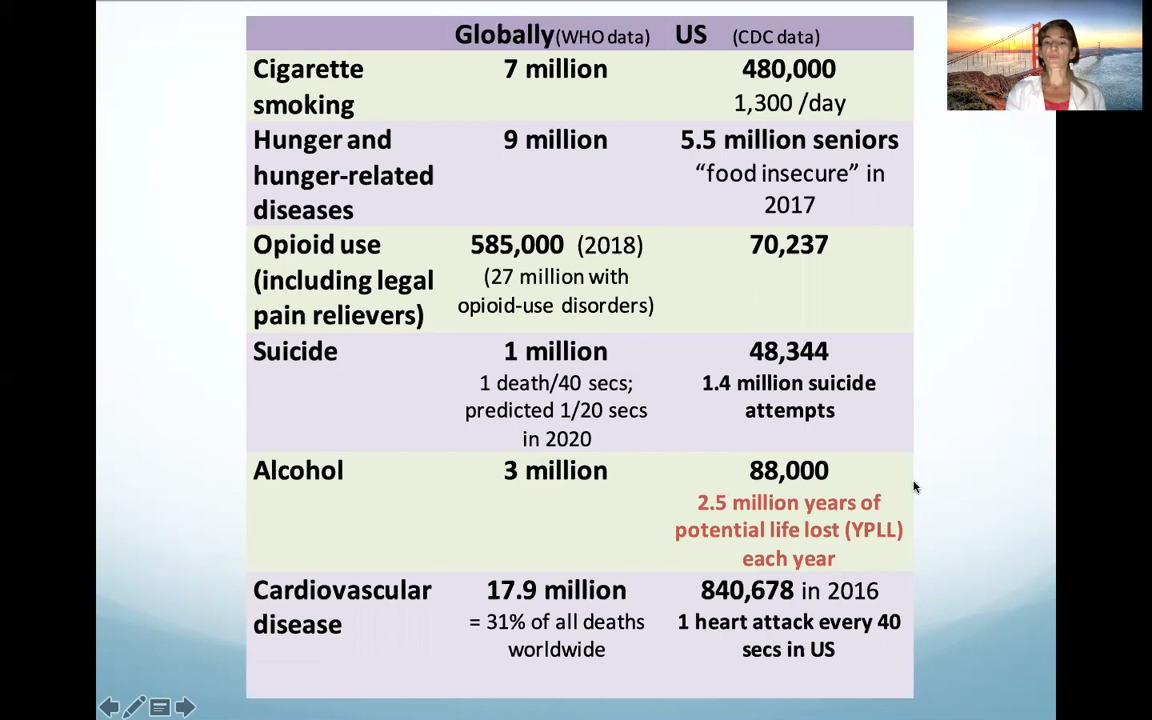 Globally(WHO data) US (CDC data)
Cigarette 7 million 480,000
smoking 1,300 /day
Hunger and 9 million 5.5 million seniors
hunger-related “food insecure” in
diseases 2017
Opioid use 585,000 (2018) 70,237
(including legal (27 million with
pain relievers) opioid-use disorders)
Suicide 1 million 48,344
1 death/40 secs; 1.4 million suicide
predicted 1/20 secs attempts
in 2020
Alcohol 3 million 88,000
2.5 million years of
potential life lost (YPLL)
each year
Cardiovascular 17.9 million 840,678 in 2016
disease = 31% of all deaths 1 heart attack every 40
worldwide secs in US